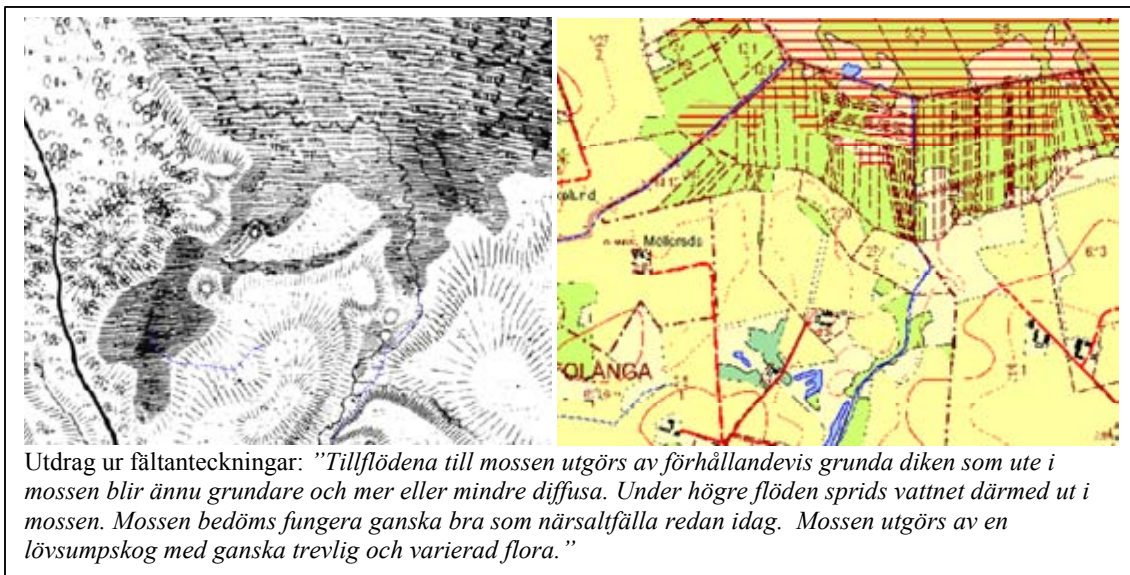 Möllorsds
TOLANGA
Utdrag ur fältanteckningar: ”Tillflödena till mossen utgörs av förhållandevis grunda diken som ute i
mossen blir ännu grundare och mer eller mindre diffusa. Under högre flöden sprids vattnet därmed ut i
mossen. Mossen bedöms fungera ganska bra som närsaltfälla redan idag.  Mossen utgörs av en
lövsumpskog med ganska trevlig och varierad flora.”